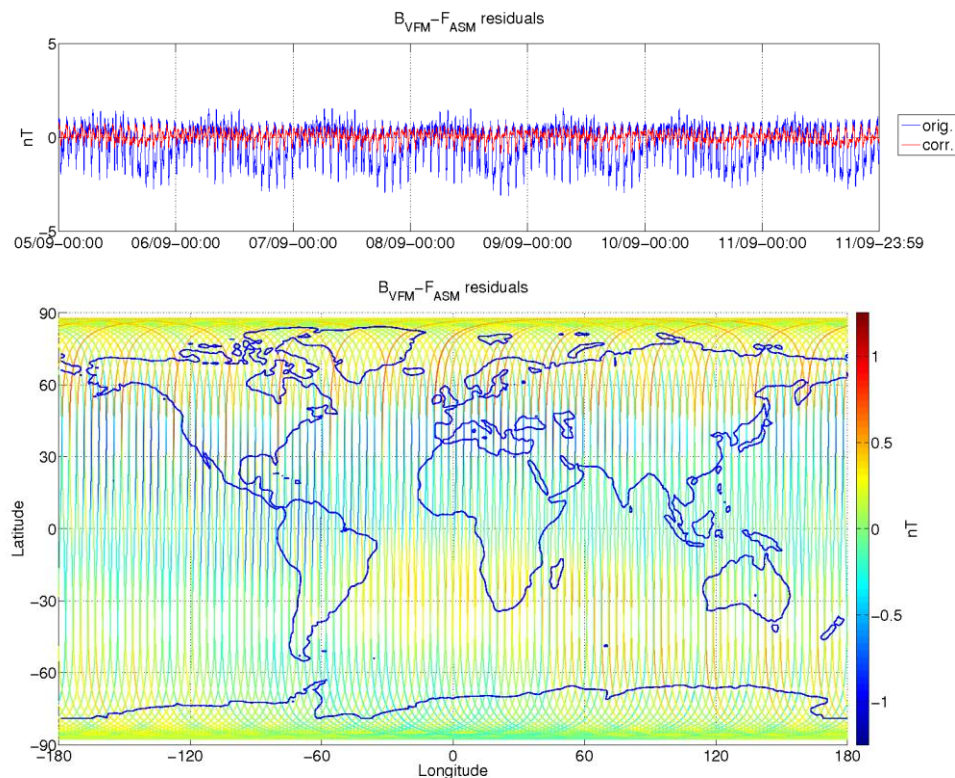 B_VFM−F_ASM residuals
5
0
−5
nT
05/09−00:00 06/09−00:00 07/09−00:00 08/09−00:00 09/09−00:00 10/09−00:00 11/09−00:00 11/09−23:59
orig.
corr.
B_VFM−F_ASM residuals
90
60
30
0
−30
−60
−90
Latitude
−180 −120 −60 0 60 120 180
Longitude
1
0.5
0
−0.5
−1
nT